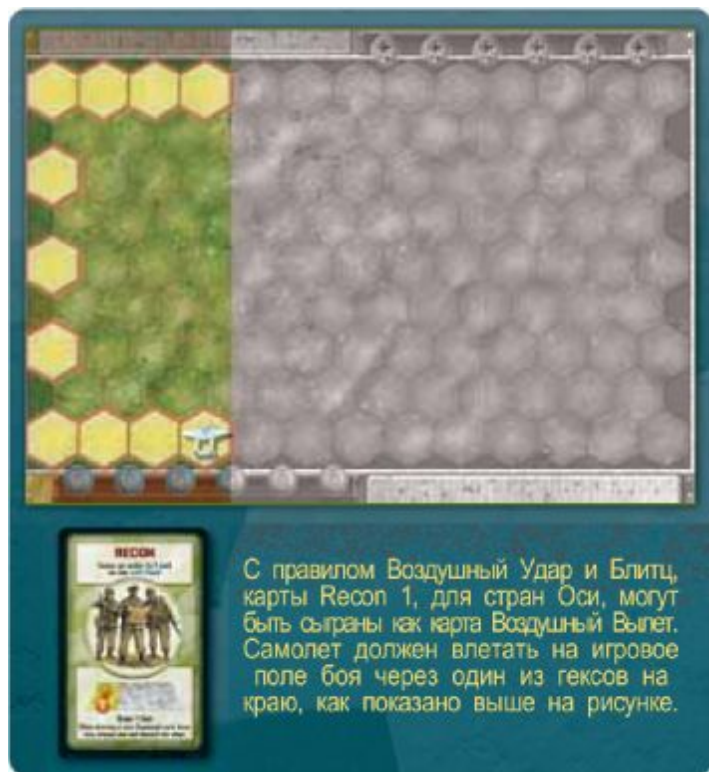 RECON
С правилом Воздушный Удар и Блитц,
карты Recon 1, для стран Оси, могут
быть сыграны как карта Воздушный Вылет.
Самолет должен влетать на игровое
поле боя через один из гексов на
краю, как показано выше на рисунке.